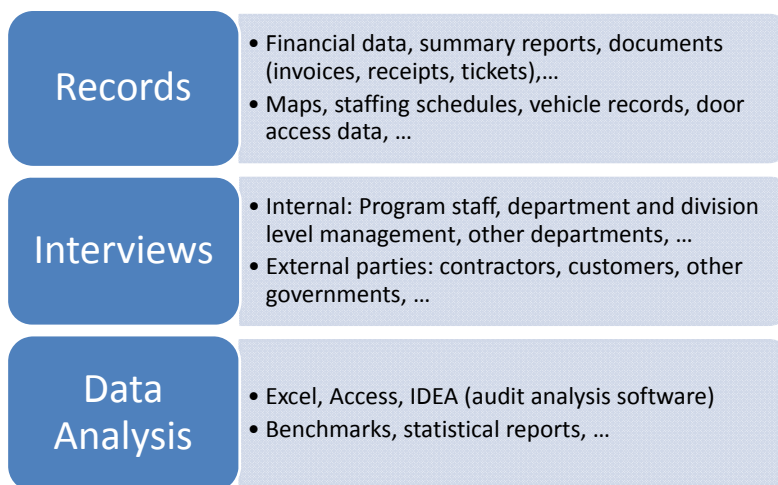 Records
• Financial data, summary reports, documents
(invoices, receipts, tickets),…
• Maps, staffing schedules, vehicle records, door
access data, …
Interviews
• Internal: Program staff, department and division
level management, other departments, …
• External parties: contractors, customers, other
governments, …
Data
Analysis
• Excel, Access, IDEA (audit analysis software)
• Benchmarks, statistical reports, …